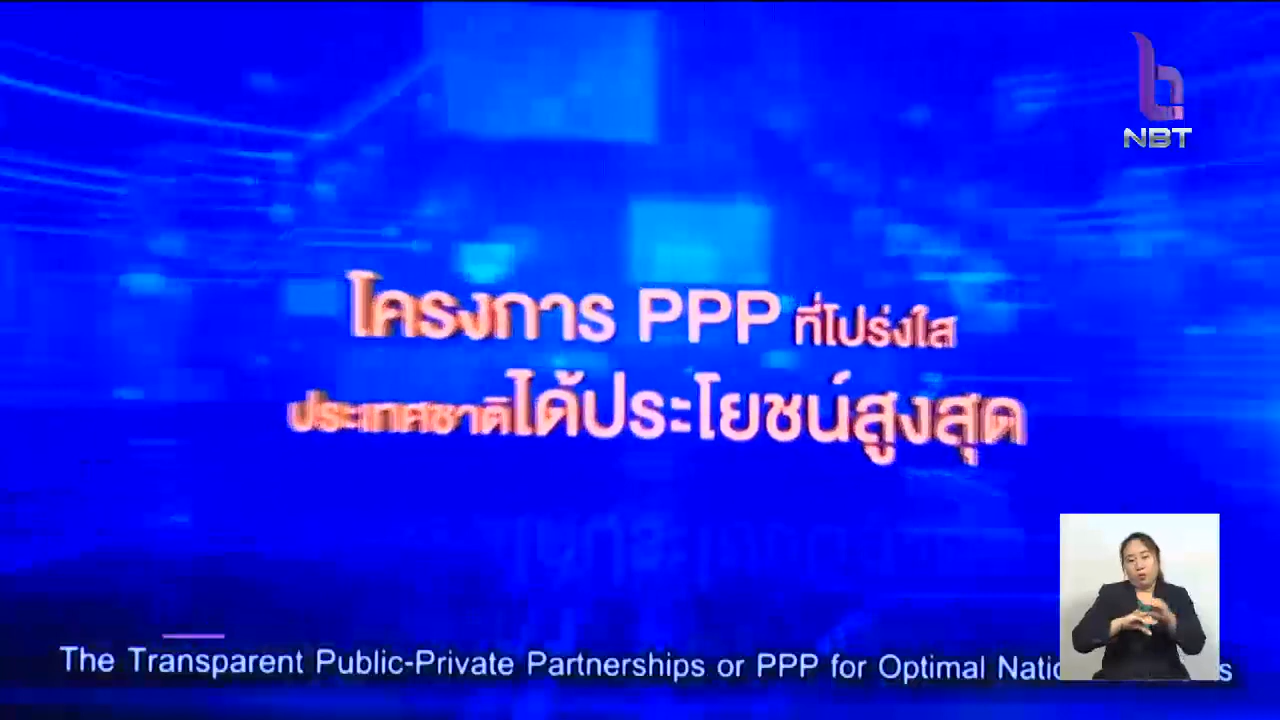 NBT
โครงการ PPP ที่โปร่งใส
ประเทศชาติได้ประโยชน์สูงสุด
The Transparent Public-Private Partnerships or PPP for Optimal